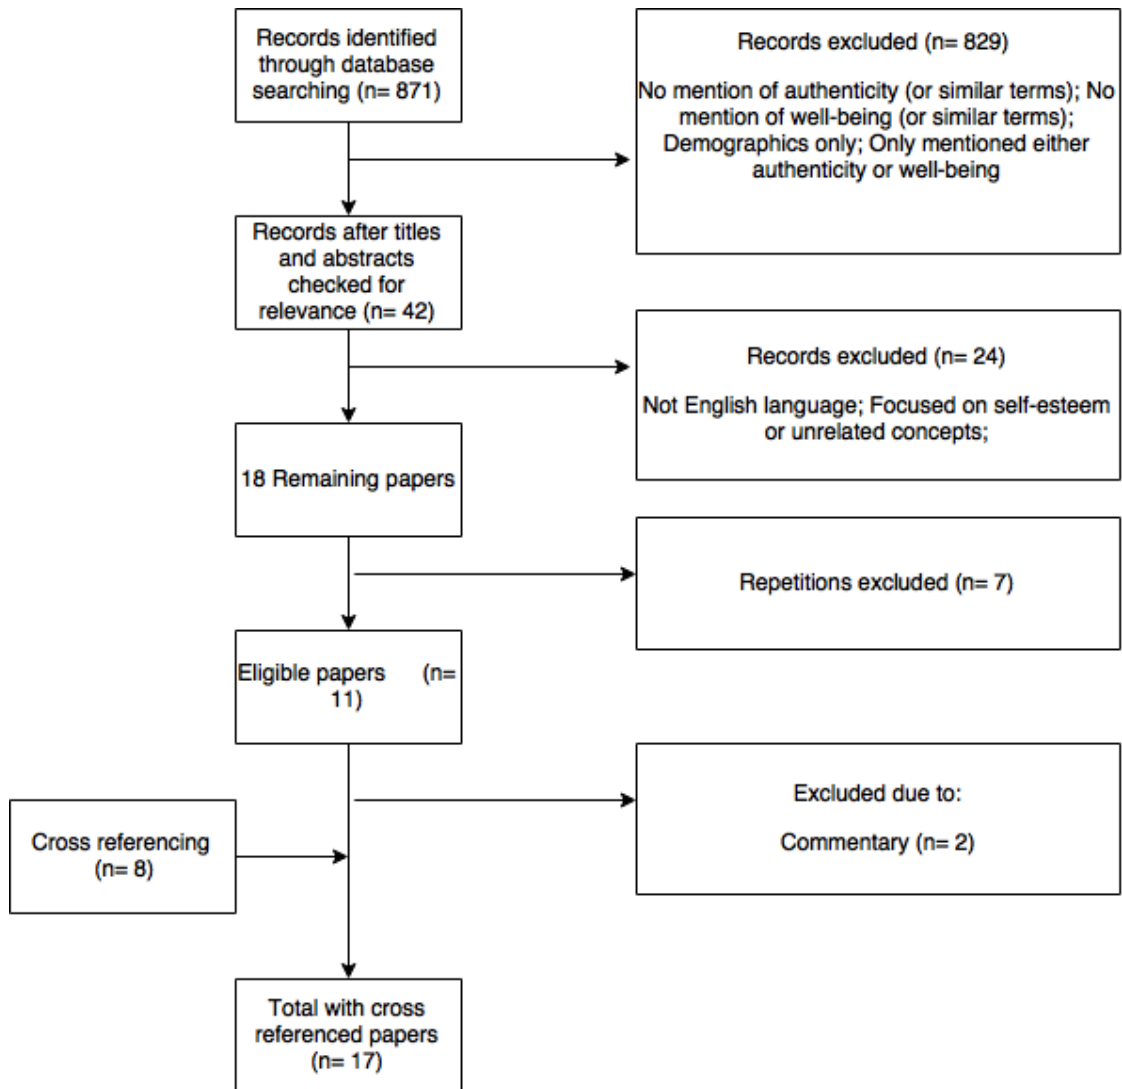 Records identified
through database
searching (n= 871)
Records excluded (n= 829)
No mention of authenticity (or similar terms); No
mention of well-being (or similar terms);
Demographics only; Only mentioned either
authenticity or well-being
Records after titles
and abstracts
checked for
relevance (n= 42)
Records excluded (n= 24)
Not English language; Focused on self-esteem
or unrelated concepts;
18 Remaining papers
Repetitions excluded (n= 7)
Eligible papers (n=
11)
Excluded due to:
Commentary (n= 2)
Cross referencing
(n= 8)
Total with cross
referenced papers
(n= 17)